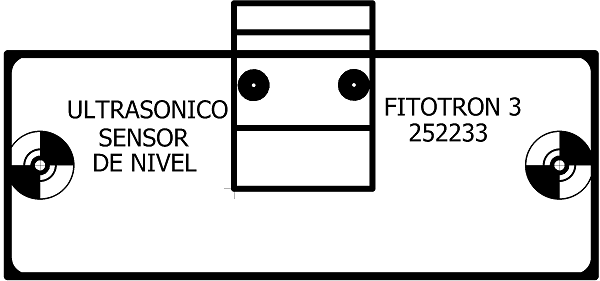 ULTRASONICO
SENSOR
DE NIVEL
FITOTRON 3
252233